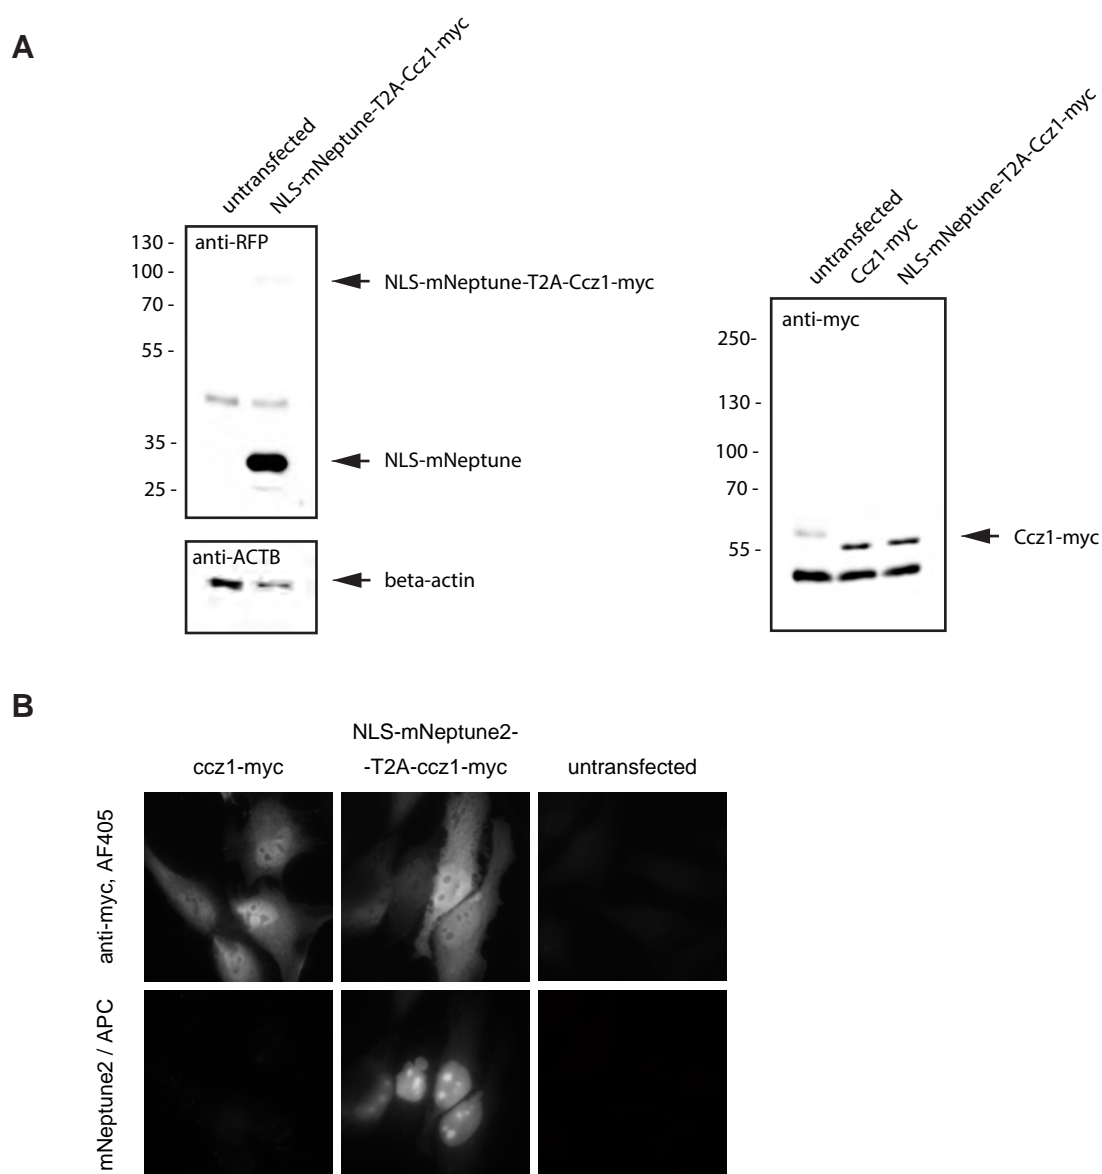 A
untransfected
NLS-mNeptune-T2A-Ccz1-myc
anti-RFP
130 -
100 -
70 -
55 -
35 -
25 -
NLS-mNeptune-T2A-Ccz1-myc
NLS-mNeptune
anti-ACTB
beta-actin
untransfected
Ccz1-myc
NLS-mNeptune-T2A-Ccz1-myc
anti-myc
250-
130 -
100 -
70 -
55 -
Ccz1-myc
B
ccz1-myc
NLS-mNeptune2-
-T2A-ccz1-myc
untransfected
anti-myc, AF405
mNeptune2 / APC